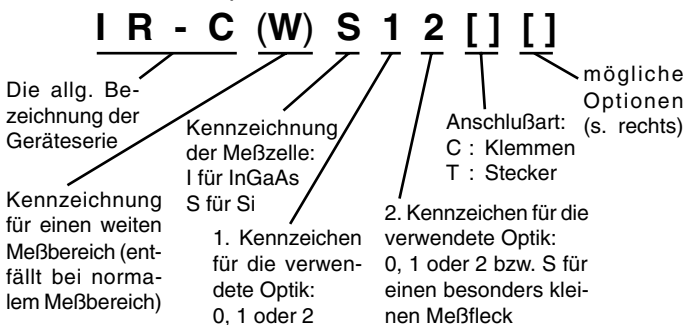 IR-C(W)S12[][]
Die allg. Be-
zeichnung der
Geräteserie
Kennzeichnung
für einen weiten
Meßbereich (ent-
fällt bei norma-
lem Meßbereich)
Kennzeichnung
der Meßzelle:
I für InGaAs
S für Si
1. Kennzeichen
für die verwen-
dete Optik:
0, 1 oder 2
2. Kennzeichen für die
verwendete Optik:
0, 1 oder 2 bzw. S für
einen besonders klei-
nen Meßfleck
Anschlußart:
C : Klemmen
T : Stecker
mögliche
Optionen
(s. rechts)